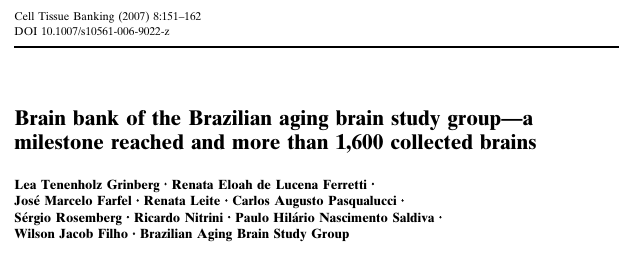 Cell Tissue Banking (2007) 8:151–162
DOI 10.1007/s10561-006-9022-z
Brain bank of the Brazilian aging brain study group—a
milestone reached and more than 1,600 collected brains
Lea Tenenholz Grinberg · Renata Eloah de Lucena Ferretti ·
José Marcelo Farfel · Renata Leite · Carlos Augusto Pasqualucci ·
Sérgio Rosemberg · Ricardo Nitrini · Paulo Hilário Nascimento Saldiva ·
Wilson Jacob Filho · Brazilian Aging Brain Study Group